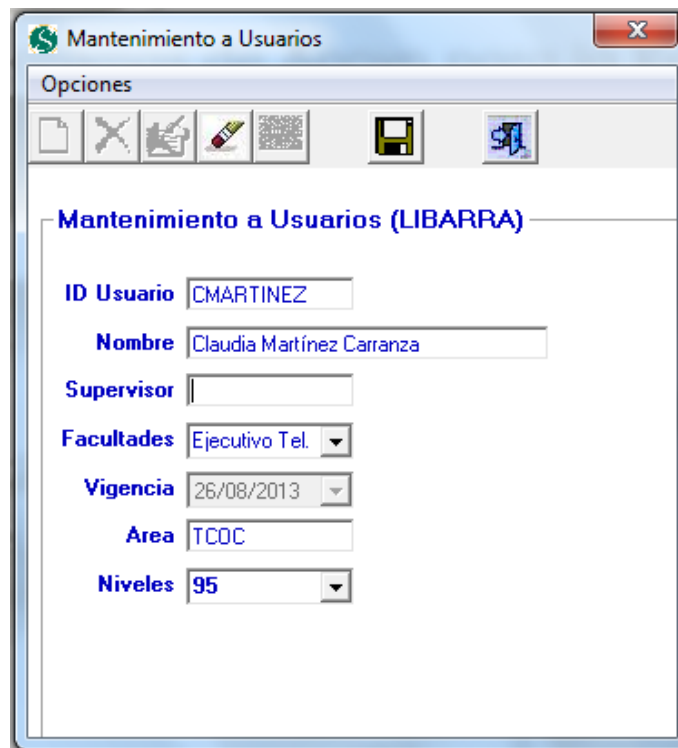 Mantenimiento a Usuarios
Opciones
Mantenimiento a Usuarios (LIBARRA)
ID Usuario CMARTINEZ
Nombre Claudia Martínez Carranza
Supervisor
Facultades Ejecutivo Tel.
Vigencia 26/08/2013
Area TCOC
Niveles 95